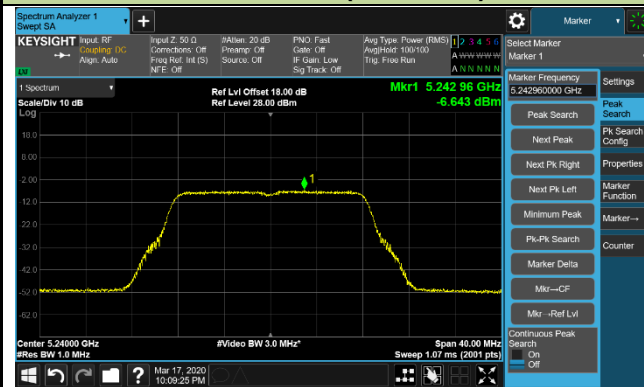 Spectrum Analyzer 1
Swept SA
Marker
KEYSIGHT
Input: RF
Coupling: DC
Align: Auto
Input Z: 50 Ω
Corrections: Off
Freq Ref: Int (S)
NFE: Off
#Atten: 20 dB
Preamp: Off
Source: Off
PNO: Fast
Gate: Off
IF Gain: Low
Sig Track: Off
Avg Type: Power (RMS)
Avg|Hold: 100/100
Trig: Free Run
1 2 3 4 5 6
A W W W W W
A N N N N N
LXI
Select Marker
Marker 1
1 Spectrum
Scale/Div 10 dB
Log
Ref Lvl Offset 18.00 dB
Ref Level 28.00 dBm
Mkr1 5.242 96 GHz
-6.643 dBm
18.0
8.00
-2.00
-12.0
-22.0
-32.0
-42.0
-52.0
-62.0
1
Center 5.24000 GHz
#Res BW 1.0 MHz
#Video BW 3.0 MHz*
Span 40.00 MHz
Sweep 1.07 ms (2001 pts)
Marker Frequency
5.242960000 GHz
Peak Search
Next Peak
Next Pk Right
Next Pk Left
Minimum Peak
Pk-Pk Search
Marker Delta
Mkr→CF
Mkr→Ref Lvl
Continuous Peak
Search
On
Off
Settings
Peak
Search
Pk Search
Config
Properties
Marker
Function
Marker→
Counter
Mar 17, 2020
10:09:25 PM